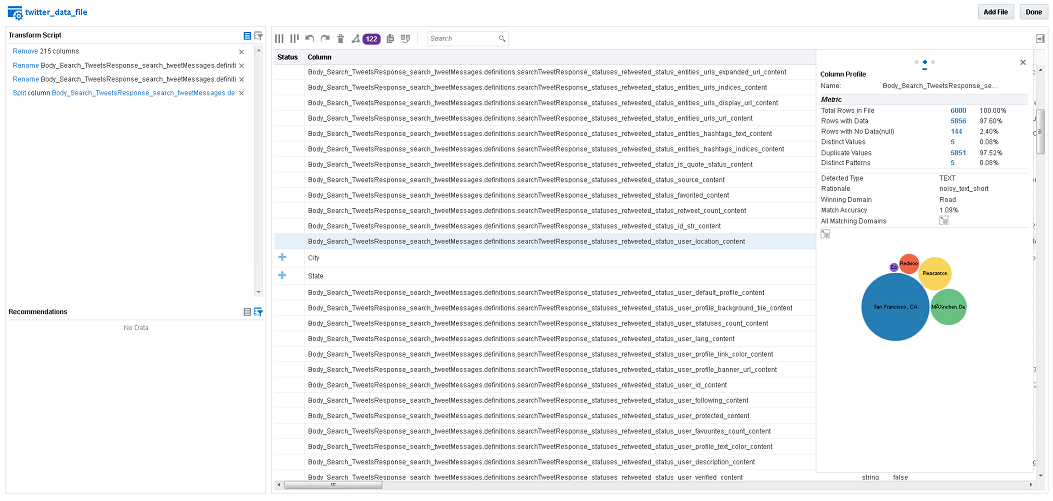 twitter_data_file
Add File
Done
Transform Script
Remove 215 columns
Rename Body_Search_TweetsResponse_search_tweetMessages.definiti
Rename Body_Search_TweetsResponse_search_tweetMessages.definiti
Split column Body_Search_TweetsResponse_search_tweetMessages.de
Recommendations
No Data
122
Search
Status Column
Body_Search_TweetsResponse_search_tweetMessages.definitions.searchTweetResponse_statuses_retweeted_status_entities_urls_expanded_url_content
Body_Search_TweetsResponse_search_tweetMessages.definitions.searchTweetResponse_statuses_retweeted_status_entities_urls_indices_content
Body_Search_TweetsResponse_search_tweetMessages.definitions.searchTweetResponse_statuses_retweeted_status_entities_urls_display_url_content
Body_Search_TweetsResponse_search_tweetMessages.definitions.searchTweetResponse_statuses_retweeted_status_entities_urls_url_content
Body_Search_TweetsResponse_search_tweetMessages.definitions.searchTweetResponse_statuses_retweeted_status_entities_hashtags_text_content
Body_Search_TweetsResponse_search_tweetMessages.definitions.searchTweetResponse_statuses_retweeted_status_entities_hashtags_indices_content
Body_Search_TweetsResponse_search_tweetMessages.definitions.searchTweetResponse_statuses_retweeted_status_is_quote_status_content
Body_Search_TweetsResponse_search_tweetMessages.definitions.searchTweetResponse_statuses_retweeted_status_source_content
Body_Search_TweetsResponse_search_tweetMessages.definitions.searchTweetResponse_statuses_retweeted_status_favorited_content
Body_Search_TweetsResponse_search_tweetMessages.definitions.searchTweetResponse_statuses_retweeted_status_retweet_count_content
Body_Search_TweetsResponse_search_tweetMessages.definitions.searchTweetResponse_statuses_retweeted_status_id_str_content
Body_Search_TweetsResponse_search_tweetMessages.definitions.searchTweetResponse_statuses_retweeted_status_user_location_content
City
State
Body_Search_TweetsResponse_search_tweetMessages.definitions.searchTweetResponse_statuses_retweeted_status_user_default_profile_content
Body_Search_TweetsResponse_search_tweetMessages.definitions.searchTweetResponse_statuses_retweeted_status_user_profile_background_tile_content
Body_Search_TweetsResponse_search_tweetMessages.definitions.searchTweetResponse_statuses_retweeted_status_user_statuses_count_content
Body_Search_TweetsResponse_search_tweetMessages.definitions.searchTweetResponse_statuses_retweeted_status_user_lang_content
Body_Search_TweetsResponse_search_tweetMessages.definitions.searchTweetResponse_statuses_retweeted_status_user_profile_link_color_content
Body_Search_TweetsResponse_search_tweetMessages.definitions.searchTweetResponse_statuses_retweeted_status_user_profile_banner_url_content
Body_Search_TweetsResponse_search_tweetMessages.definitions.searchTweetResponse_statuses_retweeted_status_user_id_content
Body_Search_TweetsResponse_search_tweetMessages.definitions.searchTweetResponse_statuses_retweeted_status_user_following_content
Body_Search_TweetsResponse_search_tweetMessages.definitions.searchTweetResponse_statuses_retweeted_status_user_protected_content
Body_Search_TweetsResponse_search_tweetMessages.definitions.searchTweetResponse_statuses_retweeted_status_user_favourites_count_content
Body_Search_TweetsResponse_search_tweetMessages.definitions.searchTweetResponse_statuses_retweeted_status_user_profile_text_color_content
Body_Search_TweetsResponse_search_tweetMessages.definitions.searchTweetResponse_statuses_retweeted_status_user_description_content
Body_Search_TweetsResponse_search_tweetMessages.definitions.searchTweetResponse_statuses_retweeted_status_user_verified_content string false
Column Profile
Name: Body_Search_TweetsResponse_se...
Metric
Total Rows in File 6000 100.00%
Rows with Data 5856 97.60%
Rows with No Data(null) 144 2.40%
Distinct Values 5 0.08%
Duplicate Values 5851 97.52%
Distinct Patterns 5 0.08%
Detected Type TEXT
Rationale noisy_text_short
Winning Domain Road
Match Accuracy 1.09%
All Matching Domains
Co
Redwoo
Pleasanton
San Francisco, CA
MÃ¼nchen,De